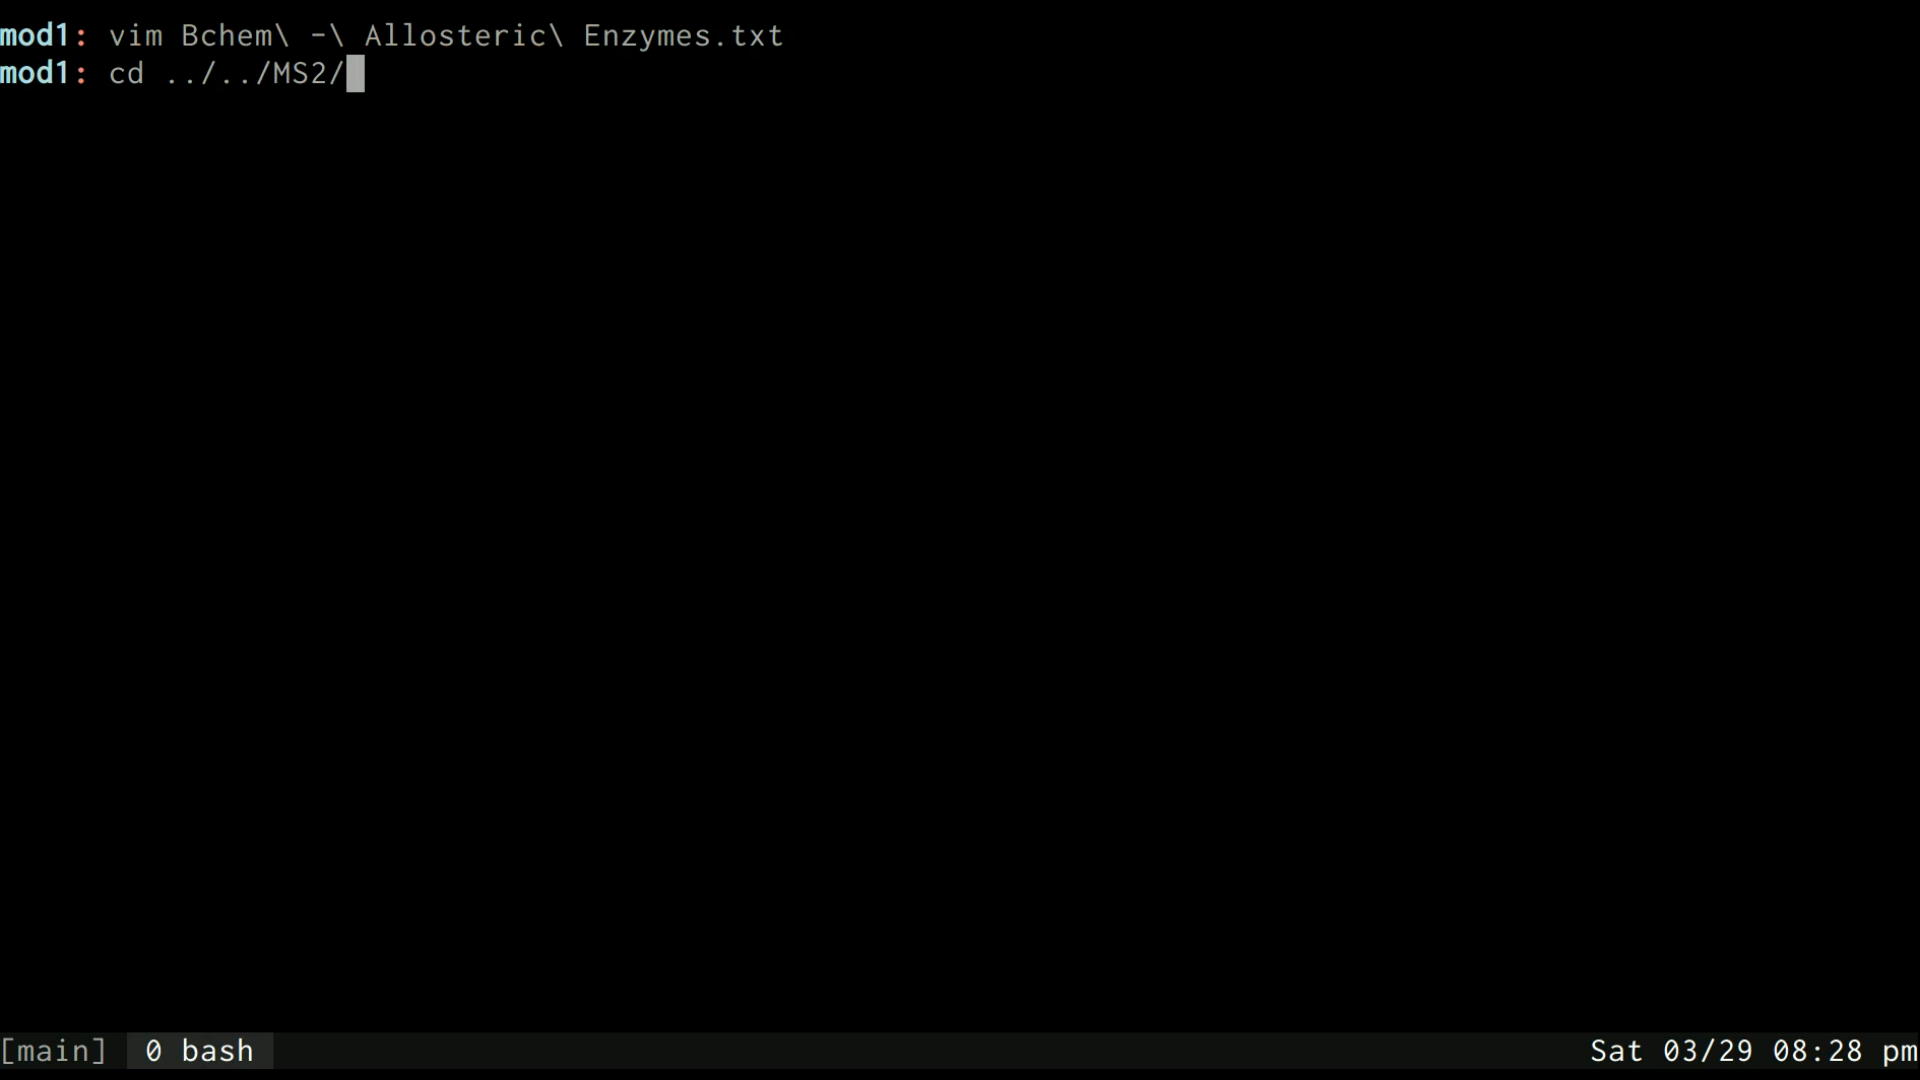 mod1: vim Bchem\ -\ Allosteric\ Enzymes.txt
mod1: cd ../../MS2/
[main] 0 bash Sat 03/29 08:28 pm